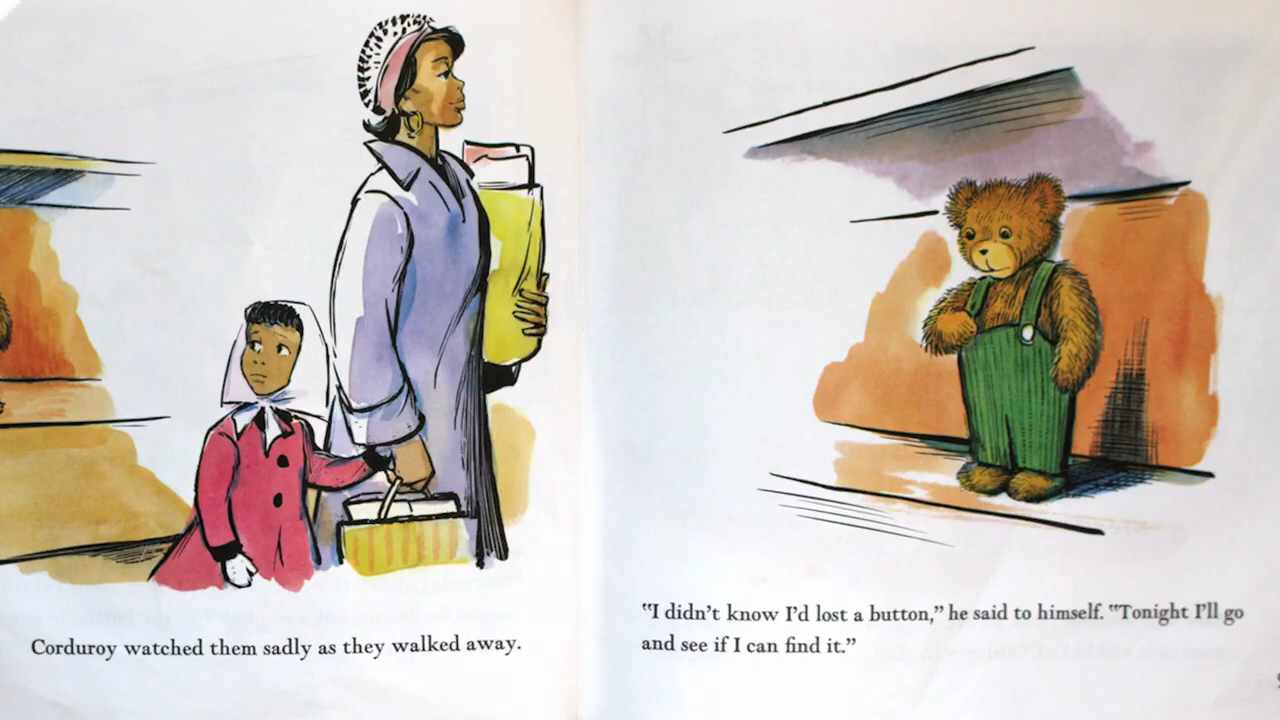 Corduroy watched them sadly as they walked away.
"I didn't know I'd lost a button," he said to himself. "Tonight I'll go
and see if I can find it."